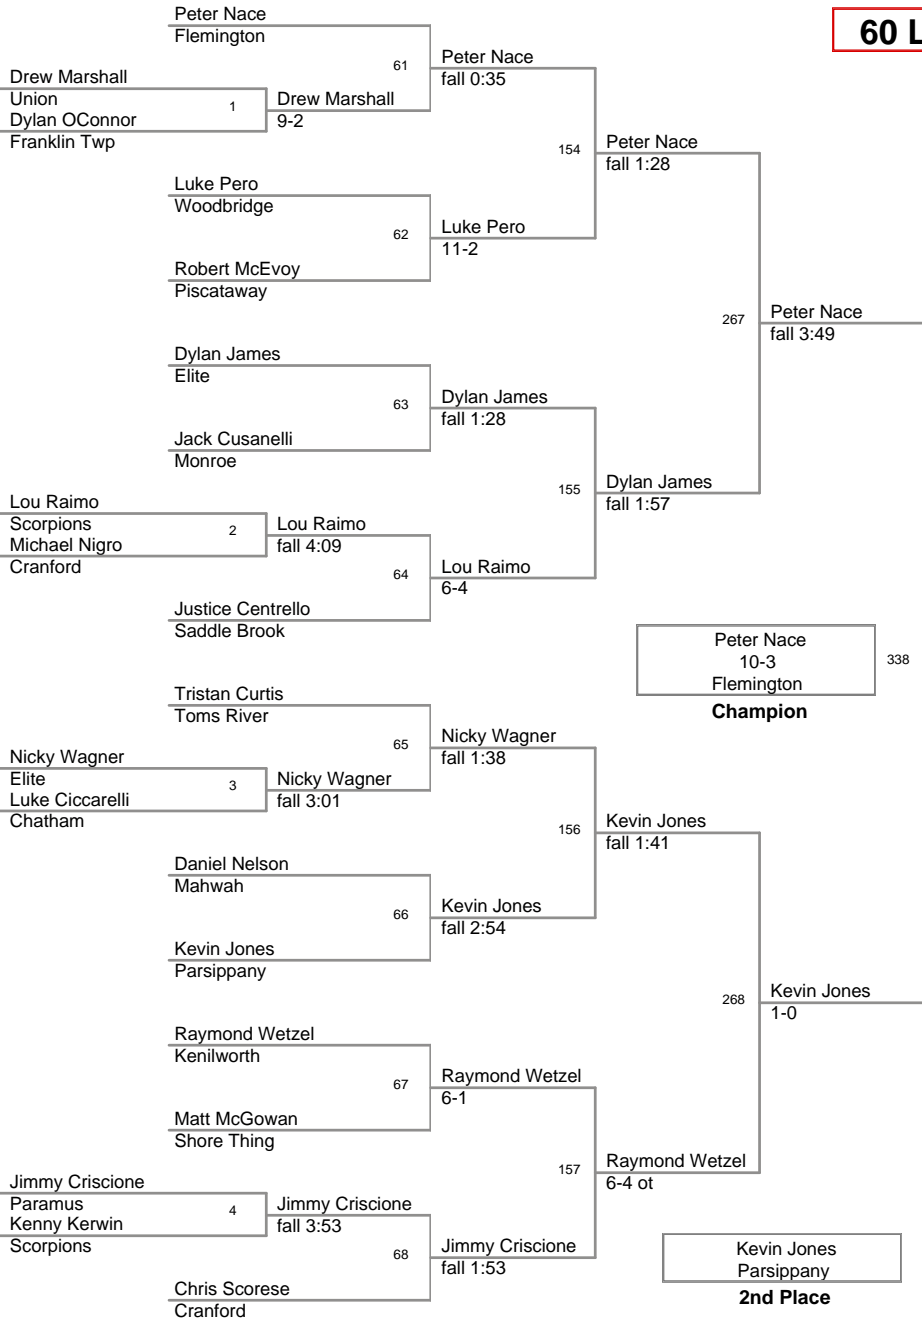 Peter Nace
Flemington
60 L
61
Peter Nace
fall 0:35
Drew Marshall
Union
1
Drew Marshall
9-2
Dylan OConnor
Franklin Twp
154
Peter Nace
fall 1:28
Luke Pero
Woodbridge
62
Luke Pero
11-2
Robert McEvoy
Piscataway
267
Peter Nace
fall 3:49
Dylan James
Elite
63
Dylan James
fall 1:28
Jack Cusanelli
Monroe
155
Dylan James
fall 1:57
Lou Raimo
Scorpions
2
Lou Raimo
fall 4:09
Michael Nigro
Cranford
64
Lou Raimo
6-4
Justice Centrello
Saddle Brook
Peter Nace
10-3
Flemington
338
Champion
Tristan Curtis
Toms River
65
Nicky Wagner
fall 1:38
Nicky Wagner
Elite
3
Nicky Wagner
fall 3:01
Luke Ciccarelli
Chatham
156
Kevin Jones
fall 1:41
Daniel Nelson
Mahwah
66
Kevin Jones
fall 2:54
Kevin Jones
Parsippany
268
Kevin Jones
1-0
Raymond Wetzel
Kenilworth
67
Raymond Wetzel
6-1
Matt McGowan
Shore Thing
157
Raymond Wetzel
6-4 ot
Jimmy Criscione
Paramus
4
Jimmy Criscione
fall 3:53
Kenny Kerwin
Scorpions
68
Jimmy Criscione
fall 1:53
Chris Scorese
Cranford
Kevin Jones
Parsippany
2nd Place